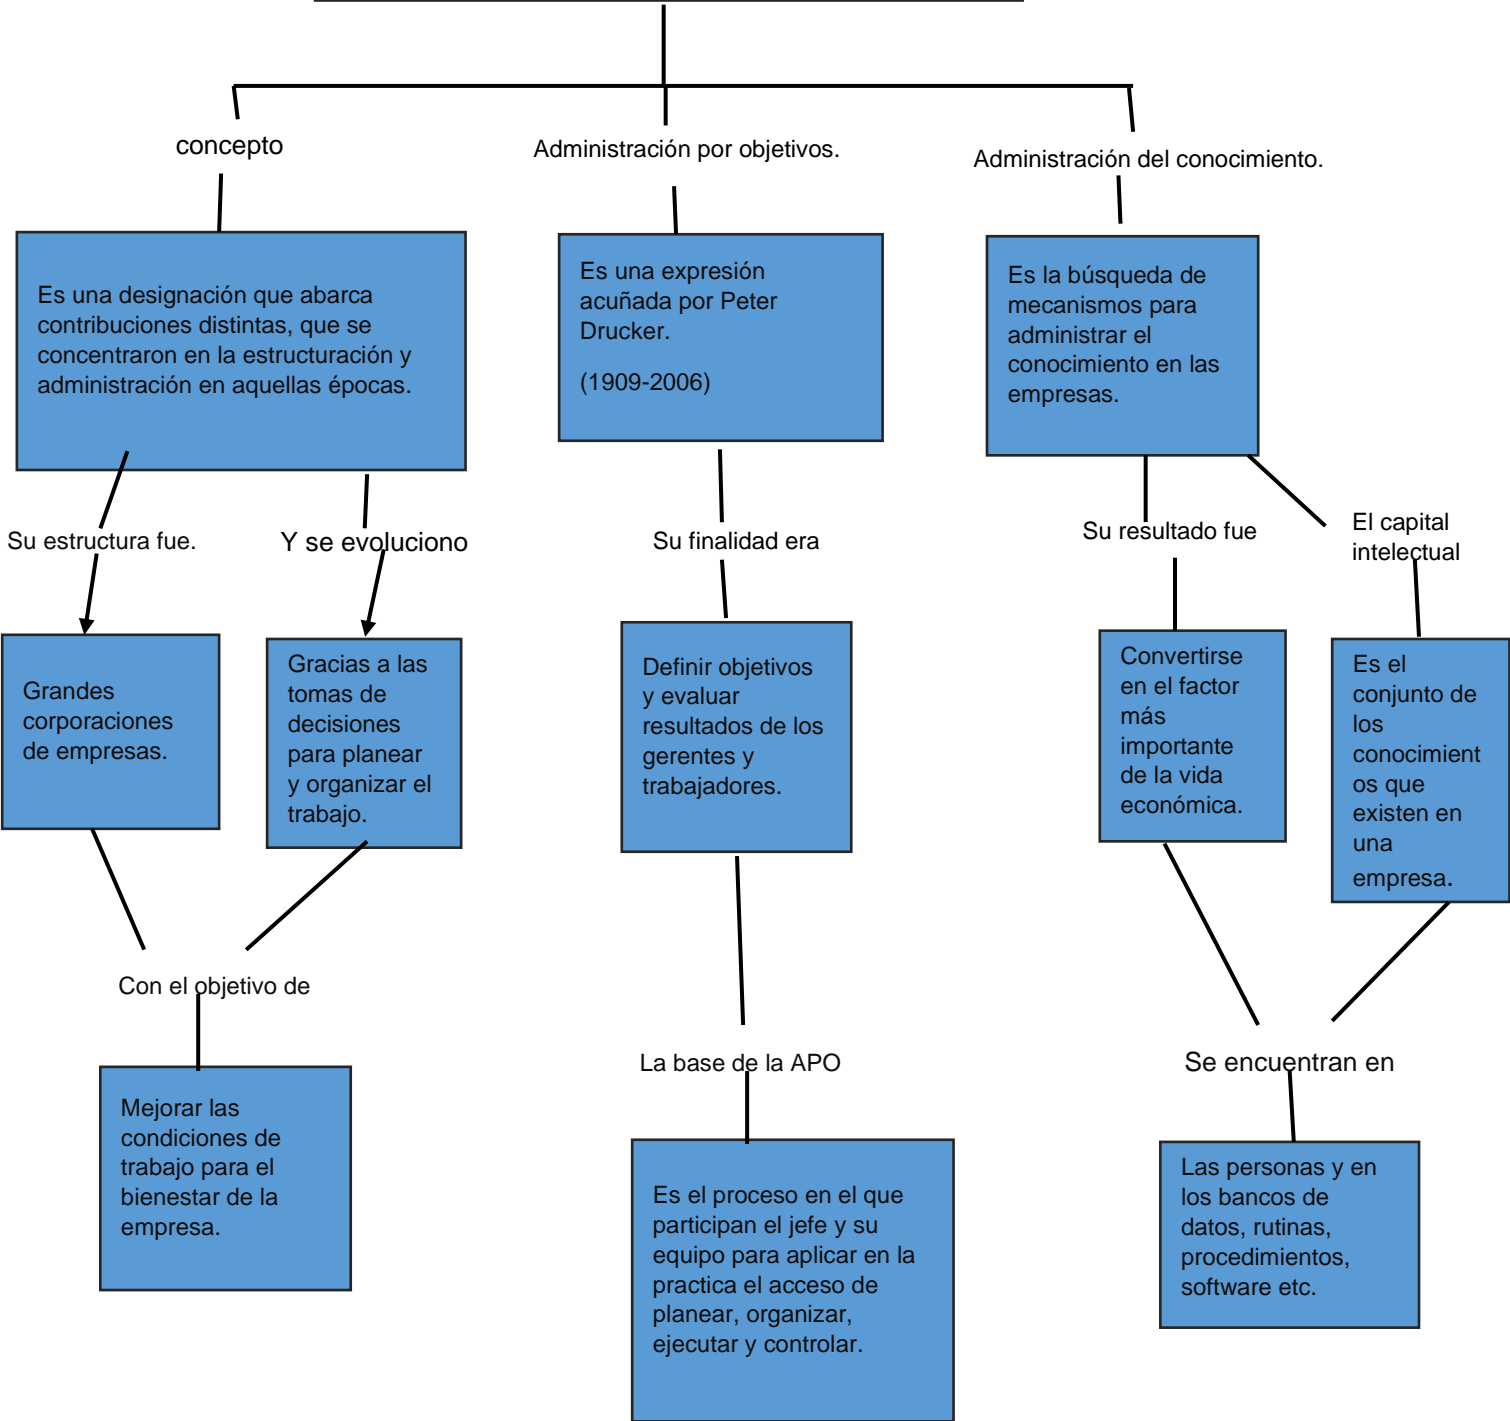 concepto
Es una designación que abarca
contribuciones distintas, que se
concentraron en la estructuración y
administración en aquellas épocas.
Su estructura fue.
Y se evoluciono
Grandes
corporaciones
de empresas.
Gracias a las
tomas de
decisiones
para planear
y organizar el
trabajo.
Con el objetivo de
Mejorar las
condiciones de
trabajo para el
bienestar de la
empresa.
Administración por objetivos.
Es una expresión
acuñada por Peter
Drucker.
(1909-2006)
Su finalidad era
Definir objetivos
y evaluar
resultados de los
gerentes y
trabajadores.
La base de la APO
Es el proceso en el que
participan el jefe y su
equipo para aplicar en la
practica el acceso de
planear, organizar,
ejecutar y controlar.
Administración del conocimiento.
Es la búsqueda de
mecanismos para
administrar el
conocimiento en las
empresas.
Su resultado fue
El capital
intelectual
Convertirse
en el factor
más
importante
de la vida
económica.
Es el
conjunto de
los
conocimient
os que
existen en
una
empresa.
Se encuentran en
Las personas y en
los bancos de
datos, rutinas,
procedimientos,
software etc.